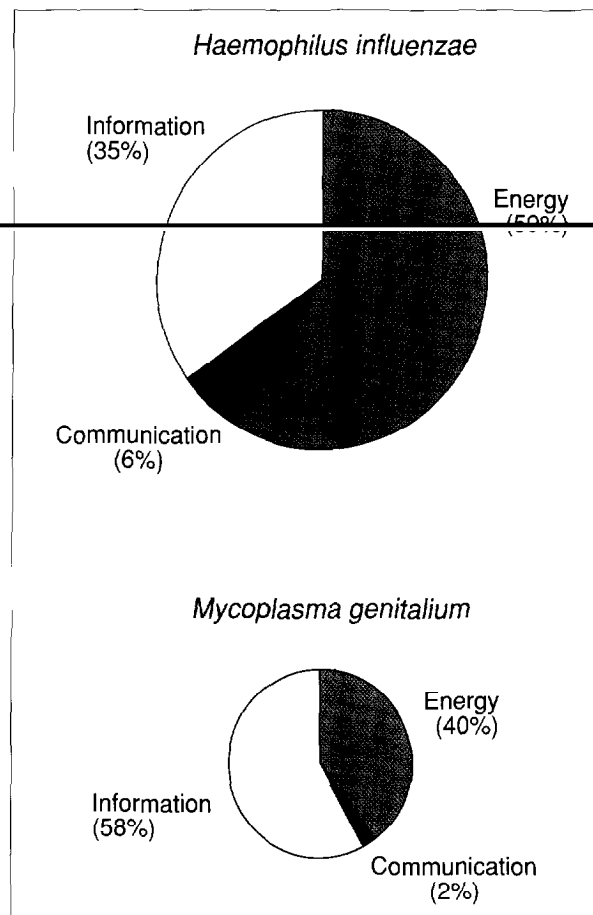 Haemophilus influenzae
Information
(35%)
Energy
Communication
(6%)
Mycoplasma genitalium
Energy
(40%)
Information
(58%)
Communication
(2%)